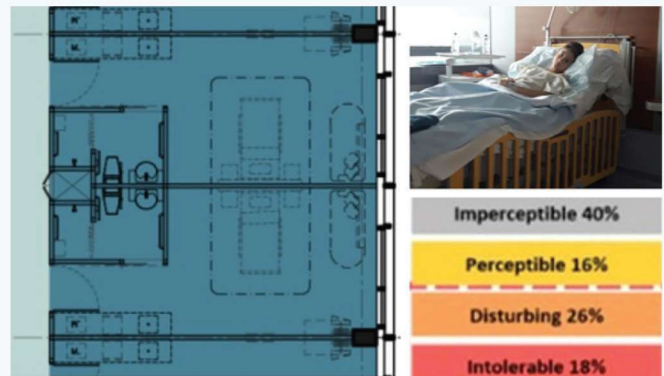 Imperceptible 40%
Perceptible 16%
Disturbing 26%
Intolerable 18%